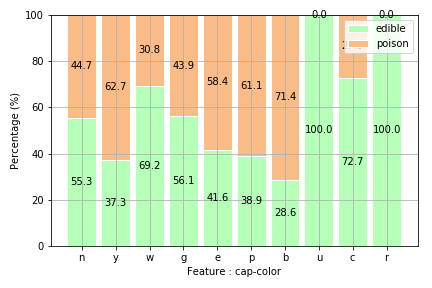 100
80
60
40
20
0
Percentage (%)
0.0 0.0
edible
poison
44.7 62.7 30.8 43.9 58.4 61.1 71.4
55.3 37.3 69.2 56.1 41.6 38.9 28.6 100.0 72.7 100.0
n y w g e p b u c r
Feature : cap-color